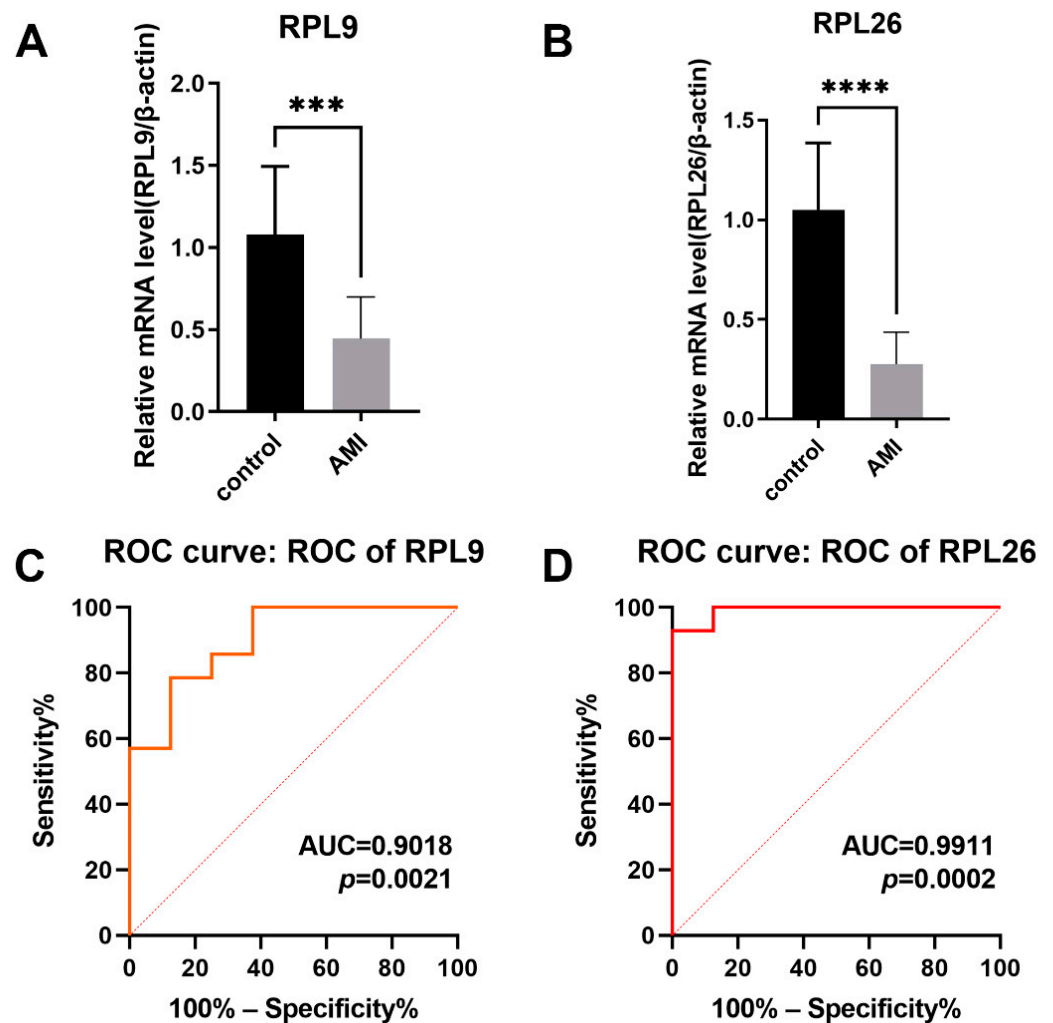 A
RPL9
Relative mRNA level(RPL9/β-actin)
2.0
1.5
1.0
0.5
0.0
***
control
AMI
B
RPL26
Relative mRNA level(RPL26/β-actin)
1.5
1.0
0.5
0.0
****
control
AMI
C
ROC curve: ROC of RPL9
Sensitivity%
100
80
60
40
20
0
AUC=0.9018
p=0.0021
0 20 40 60 80 100
100% – Specificity%
D
ROC curve: ROC of RPL26
Sensitivity%
100
80
60
40
20
0
AUC=0.9911
p=0.0002
0 20 40 60 80 100
100% – Specificity%